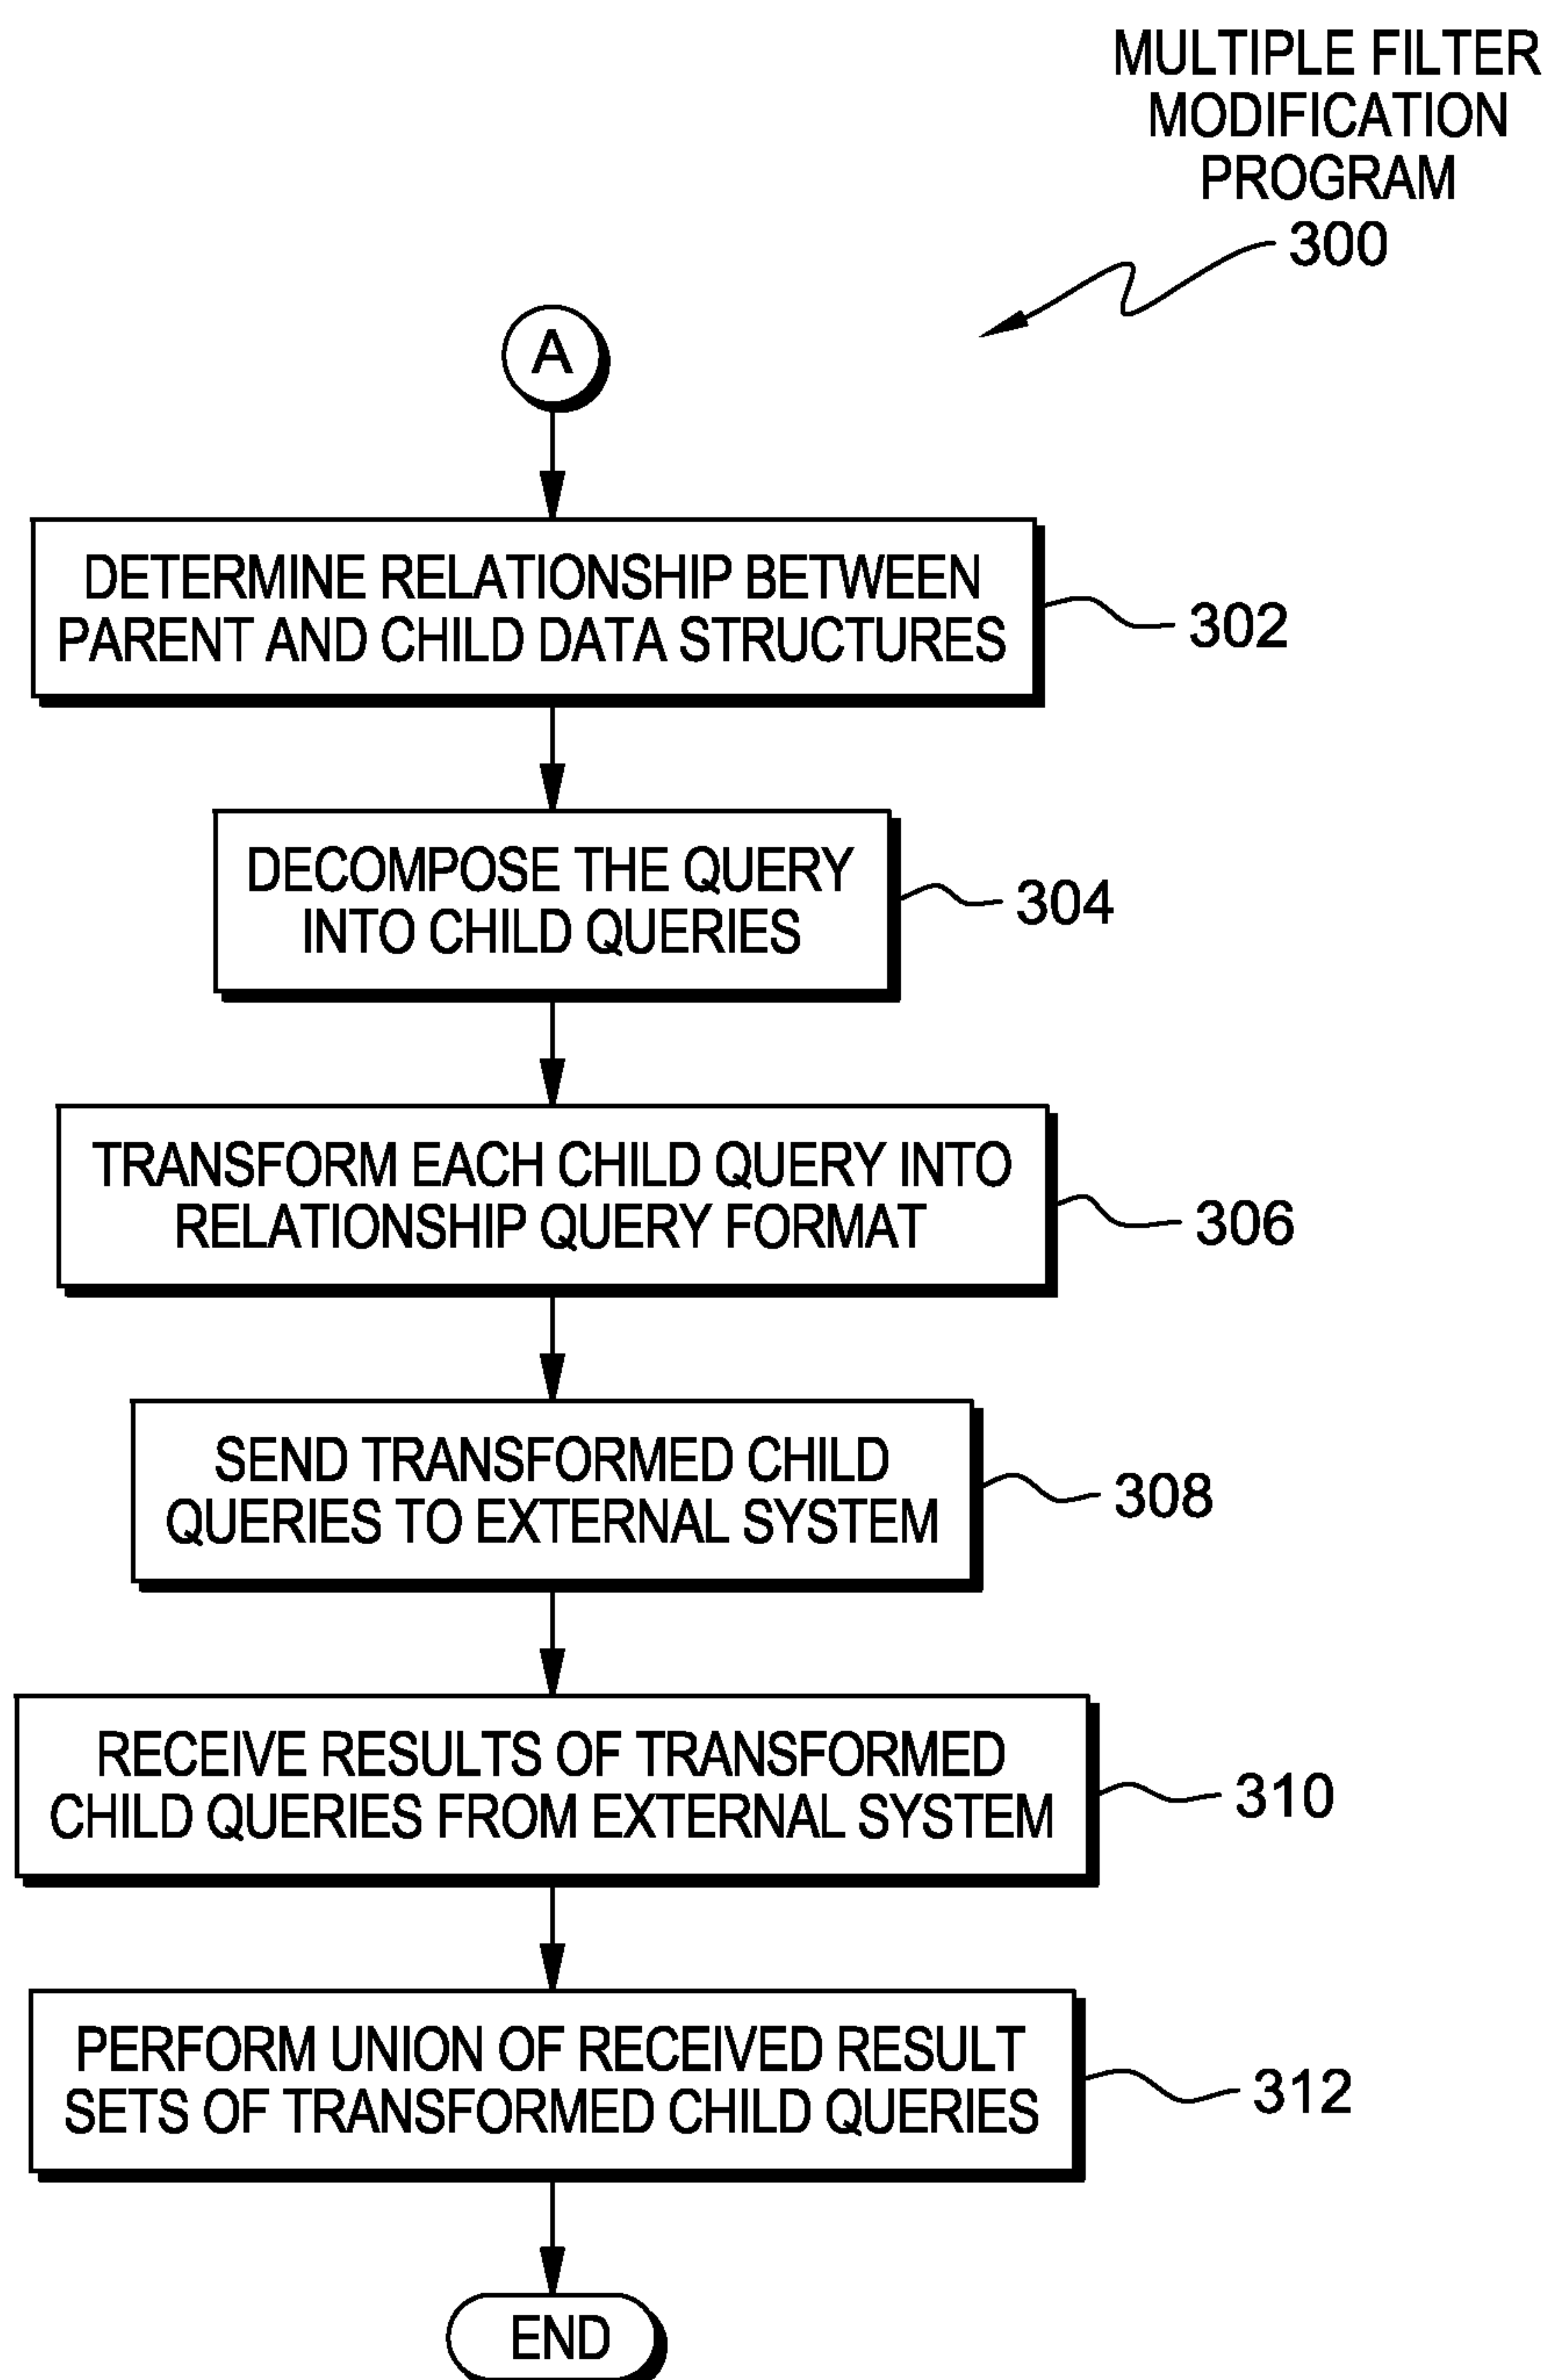 MULTIPLE FILTER
MODIFICATION
PROGRAM
300
A
DETERMINE RELATIONSHIP BETWEEN
PARENT AND CHILD DATA STRUCTURES
302
DECOMPOSE THE QUERY
INTO CHILD QUERIES
304
TRANSFORM EACH CHILD QUERY INTO
RELATIONSHIP QUERY FORMAT
306
SEND TRANSFORMED CHILD
QUERIES TO EXTERNAL SYSTEM
308
RECEIVE RESULTS OF TRANSFORMED
CHILD QUERIES FROM EXTERNAL SYSTEM
310
PERFORM UNION OF RECEIVED RESULT
SETS OF TRANSFORMED CHILD QUERIES
312
END